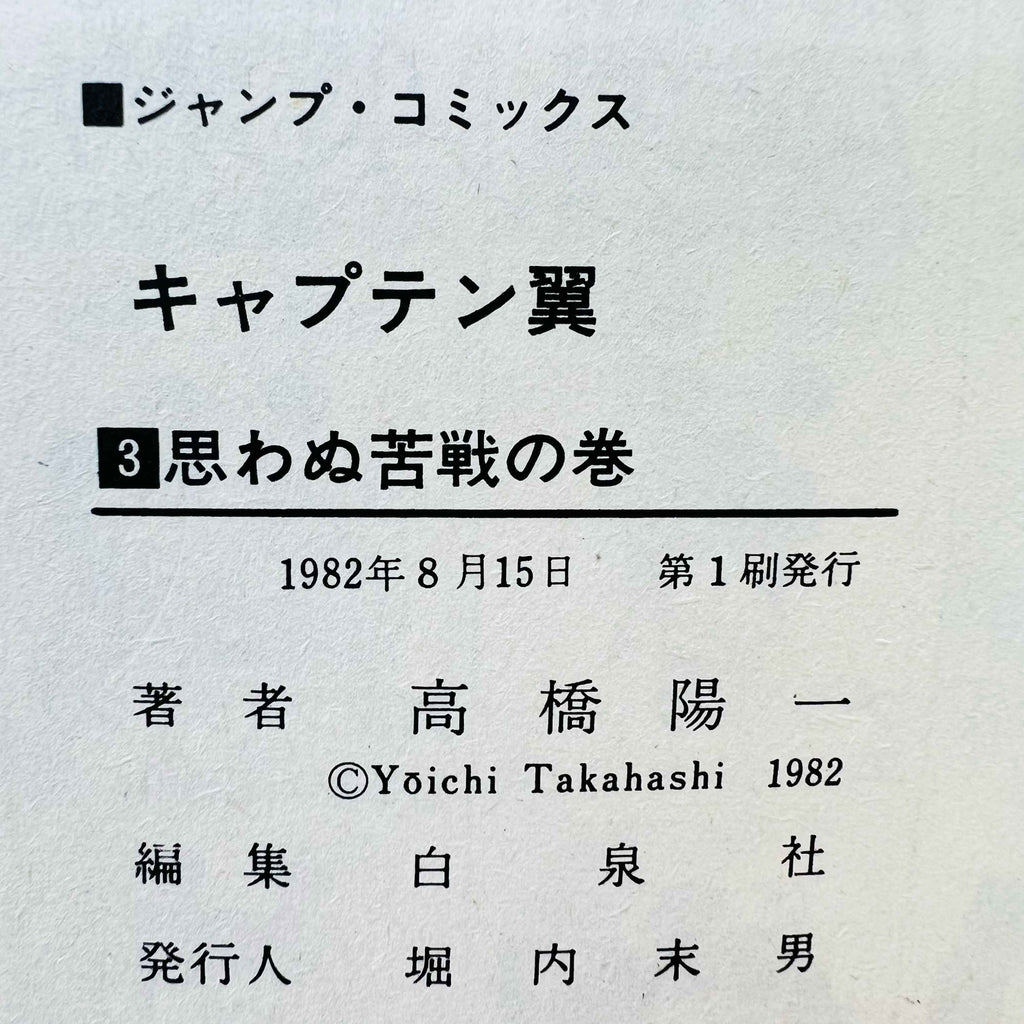 ■ジャンプ・コミックス
キャプテン翼
3思わぬ苦戦の巻
1982年8月15日 第1刷発行
著者 高橋陽一
©Yōichi Takahashi 1982
編集 白泉社
発行人 堀内末男